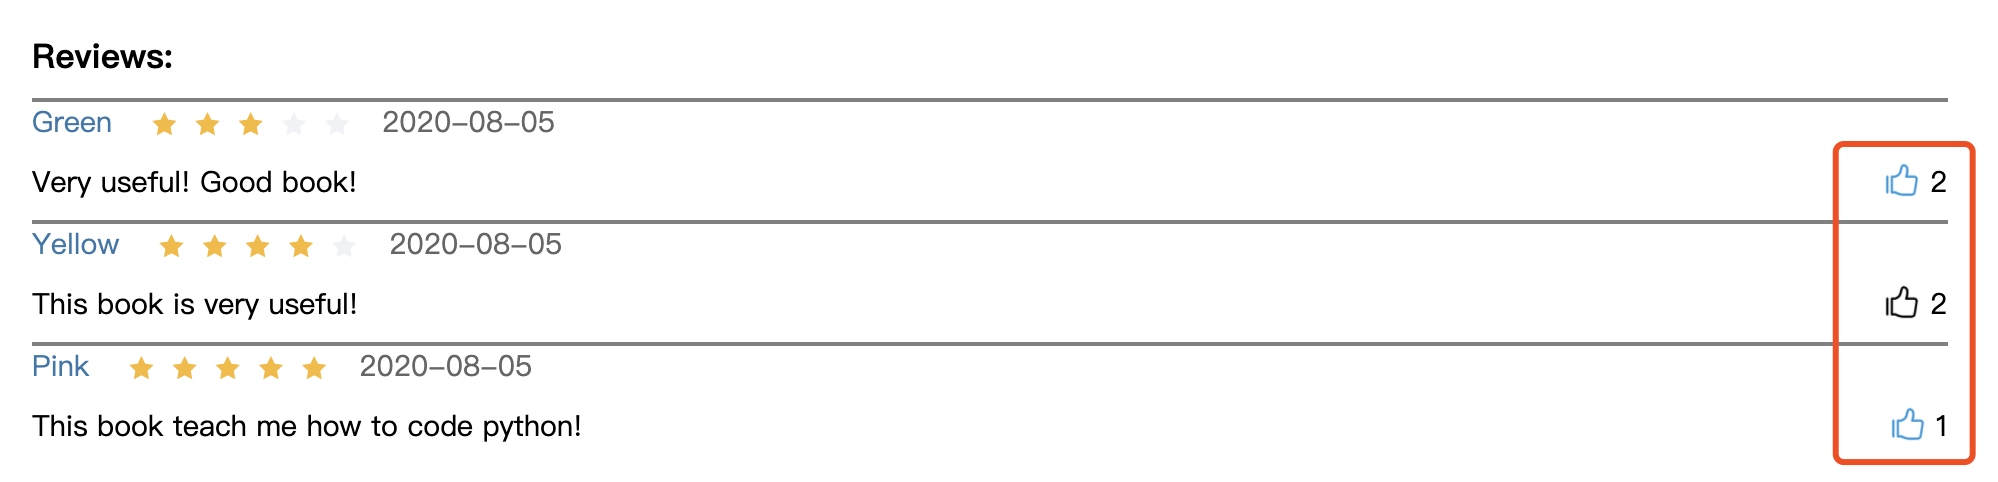 Reviews:
Green 2020-08-05
Very useful! Good book! 2
Yellow 2020-08-05
This book is very useful! 2
Pink 2020-08-05
This book teach me how to code python! 1